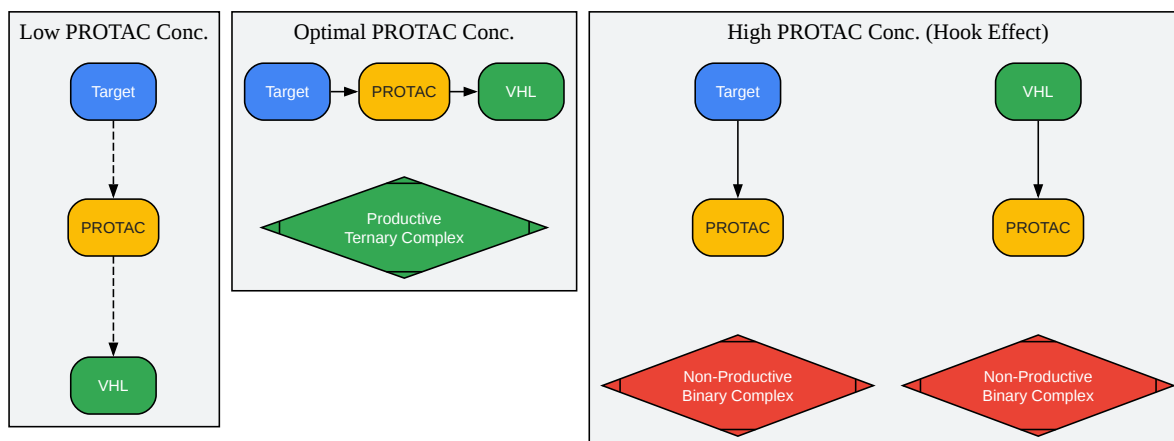 Low PROTAC Conc.
Target
PROTAC
VHL
Optimal PROTAC Conc.
Target
PROTAC
VHL
Productive
Ternary Complex
High PROTAC Conc. (Hook Effect)
Target
PROTAC
Non-Productive
Binary Complex
VHL
PROTAC
Non-Productive
Binary Complex